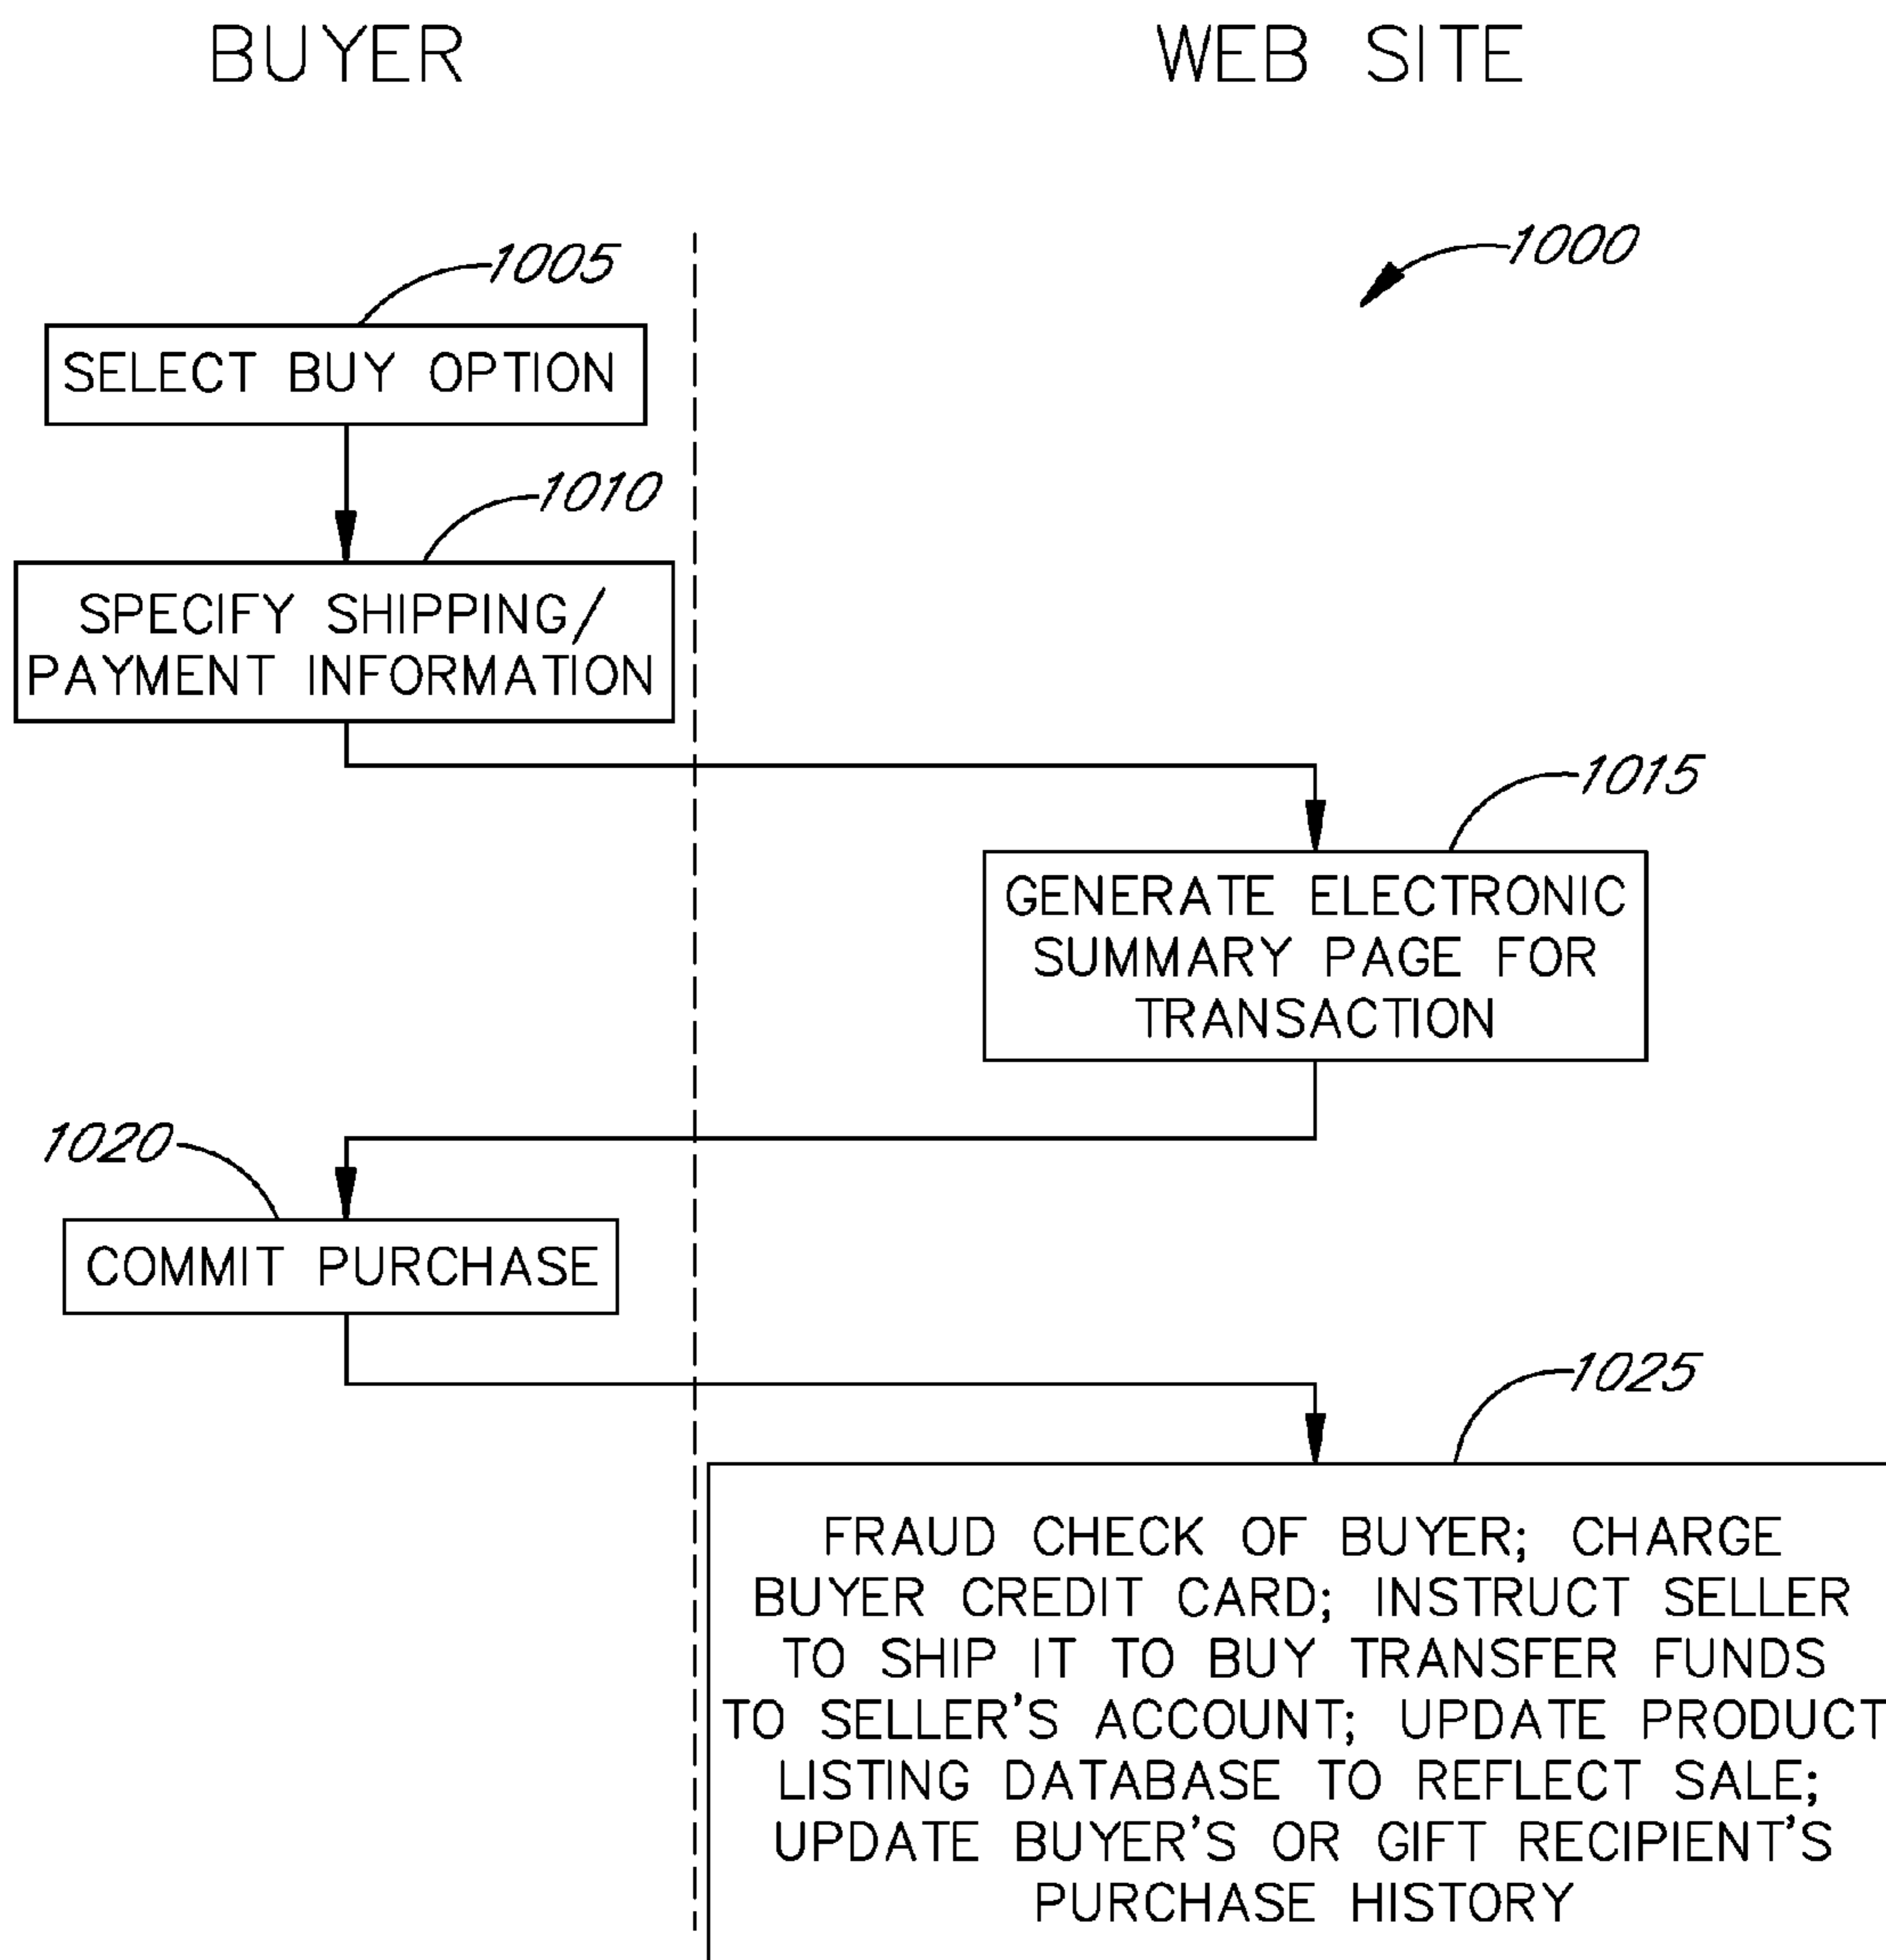 BUYER
WEB SITE
1000
1005
SELECT BUY OPTION
1010
SPECIFY SHIPPING/
PAYMENT INFORMATION
1015
GENERATE ELECTRONIC
SUMMARY PAGE FOR
TRANSACTION
1020
COMMIT PURCHASE
1025
FRAUD CHECK OF BUYER; CHARGE
BUYER CREDIT CARD; INSTRUCT SELLER
TO SHIP IT TO BUY TRANSFER FUNDS
TO SELLER'S ACCOUNT; UPDATE PRODUCT
LISTING DATABASE TO REFLECT SALE;
UPDATE BUYER'S OR GIFT RECIPIENT'S
PURCHASE HISTORY